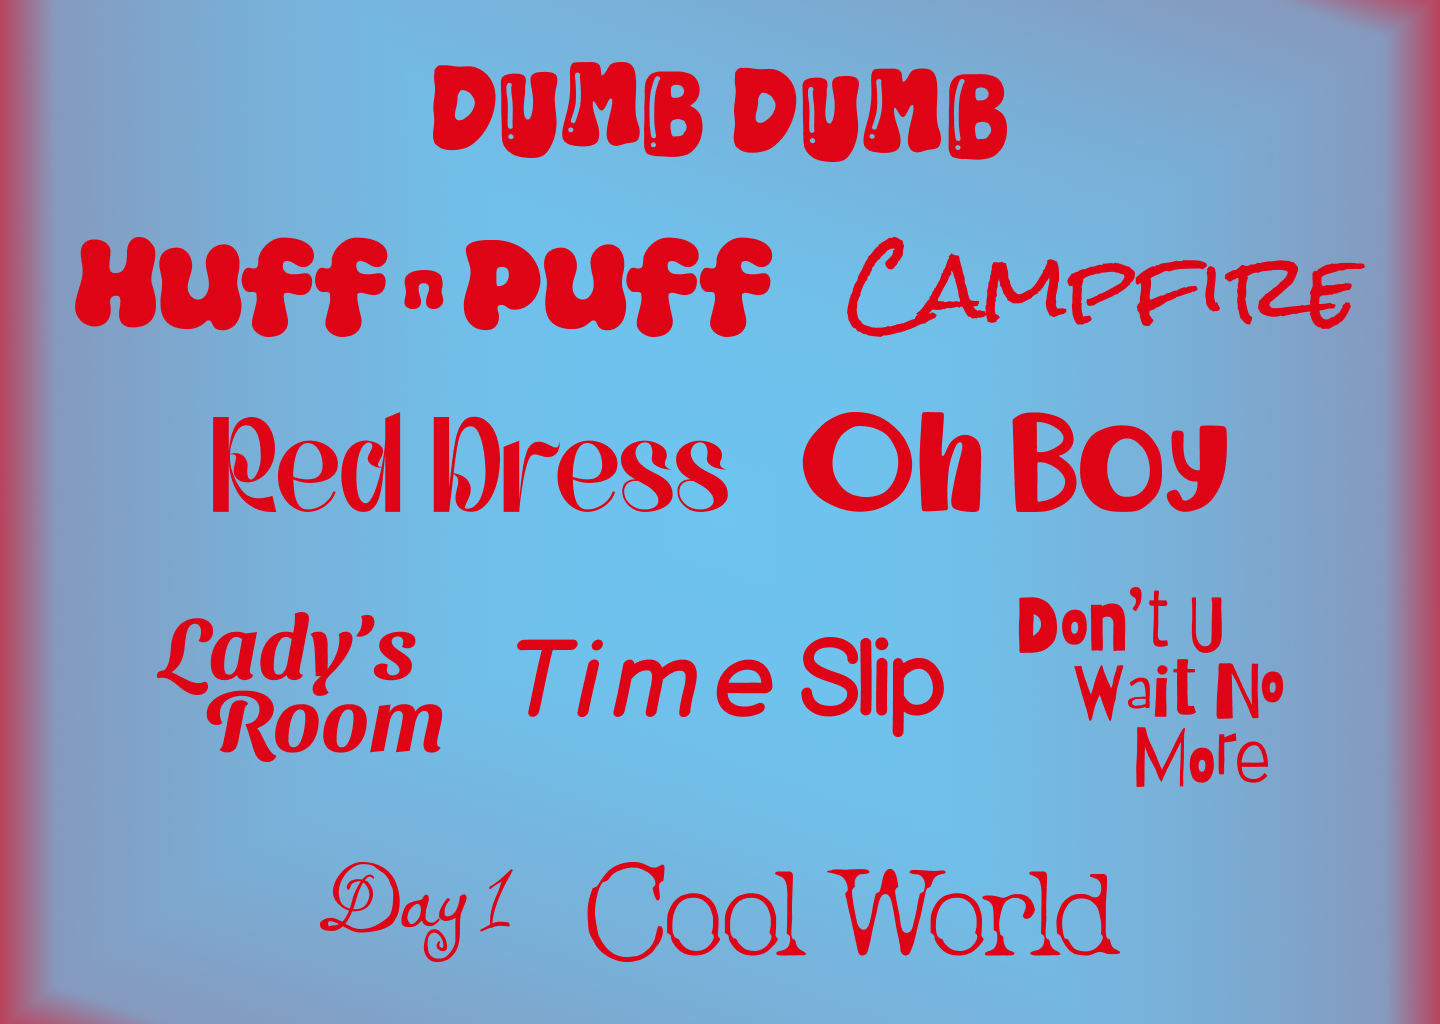 DUMB DUMB
Huff n Puff
CAMPFIRE
Red Dress
Oh Boy
Lady's
Room
Time Slip
Don't U
Wait No
More
Day 1
Cool World